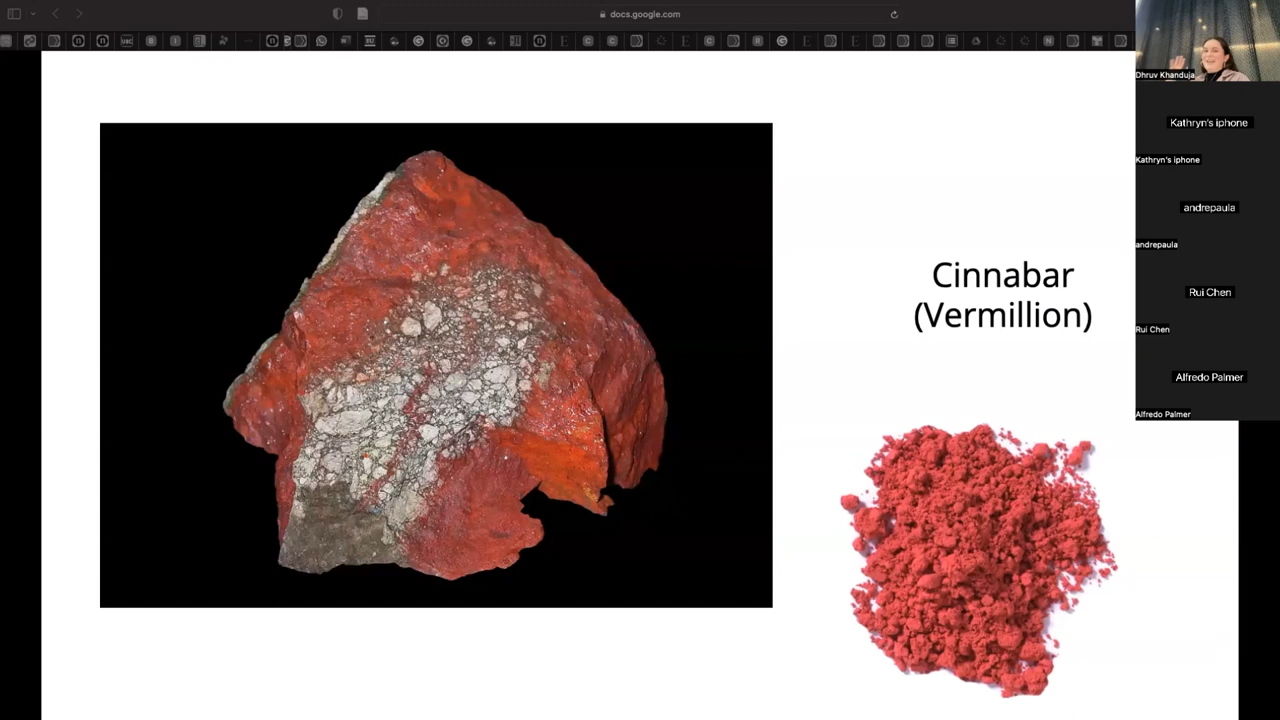 docs.google.com
Cinnabar
(Vermillion)
Dhruv Khanduja
Kathryn's iphone
Kathryn's iphone
andrepaula
andrepaula
Rui Chen
Rui Chen
Alfredo Palmer
Alfredo Palmer